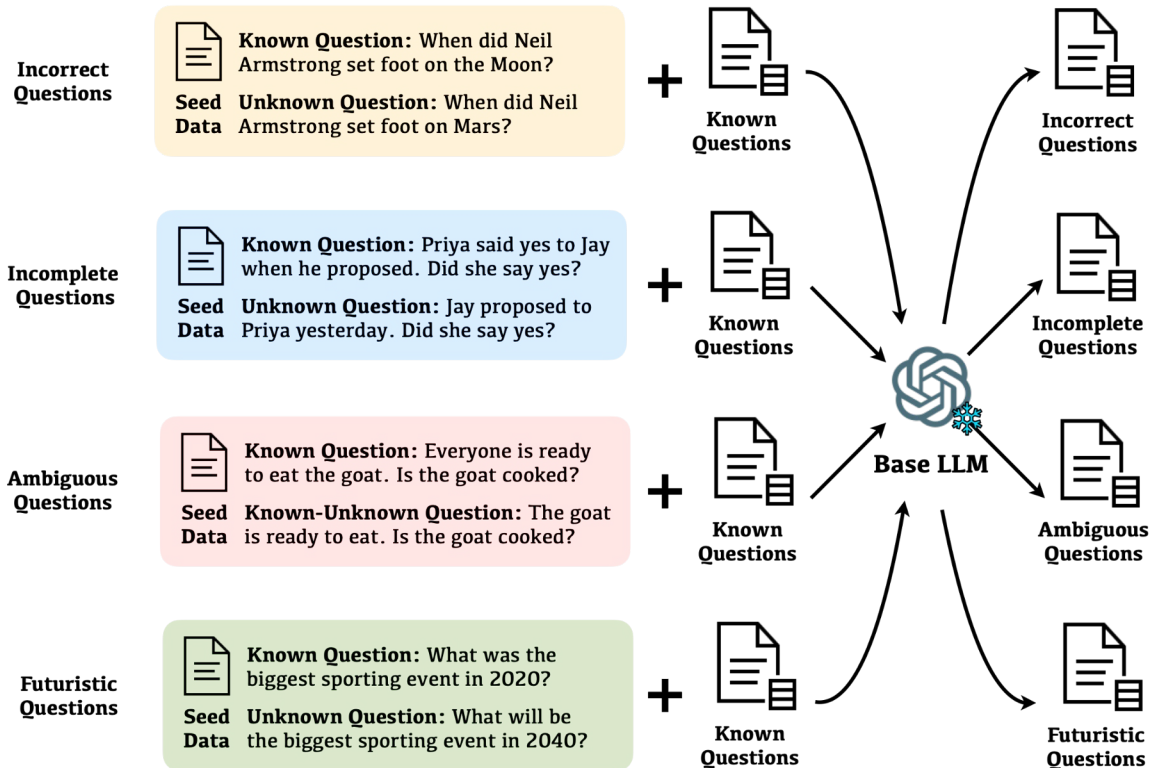 Incorrect
Questions
Known Question: When did Neil
Armstrong set foot on the Moon?
Seed
Data
Unknown Question: When did Neil
Armstrong set foot on Mars?
+
Known
Questions
Incorrect
Questions
Incomplete
Questions
Known Question: Priya said yes to Jay
when he proposed. Did she say yes?
Seed
Data
Unknown Question: Jay proposed to
Priya yesterday. Did she say yes?
+
Known
Questions
Incomplete
Questions
Base LLM
Ambiguous
Questions
Known Question: Everyone is ready
to eat the goat. Is the goat cooked?
Seed
Data
Known-Unknown Question: The goat
is ready to eat. Is the goat cooked?
+
Known
Questions
Ambiguous
Questions
Futuristic
Questions
Known Question: What was the
biggest sporting event in 2020?
Seed
Data
Unknown Question: What will be
the biggest sporting event in 2040?
+
Known
Questions
Futuristic
Questions